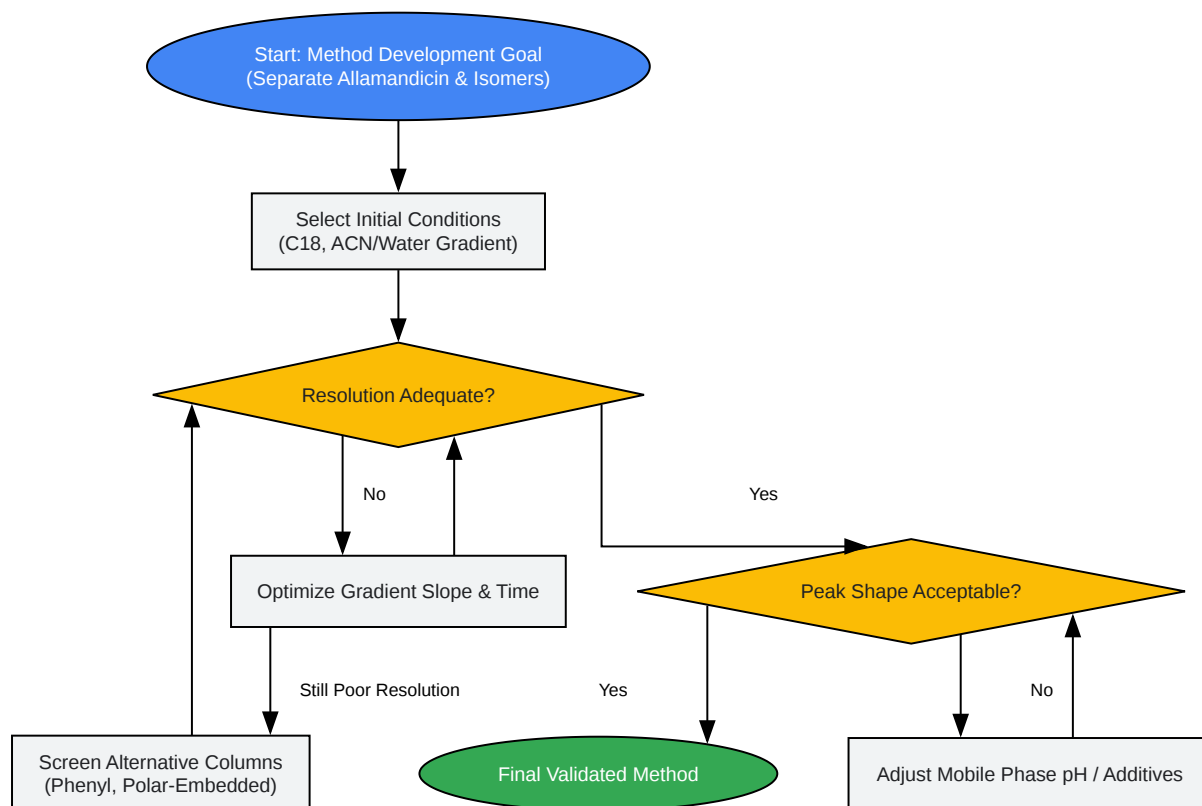 Start: Method Development Goal
(Separate Allamandicin & Isomers)
Select Initial Conditions
(C18, ACN/Water Gradient)
Resolution Adequate?
No
Yes
Optimize Gradient Slope & Time
Peak Shape Acceptable?
Still Poor Resolution
Yes
No
Screen Alternative Columns
(Phenyl, Polar-Embedded)
Final Validated Method
Adjust Mobile Phase pH / Additives